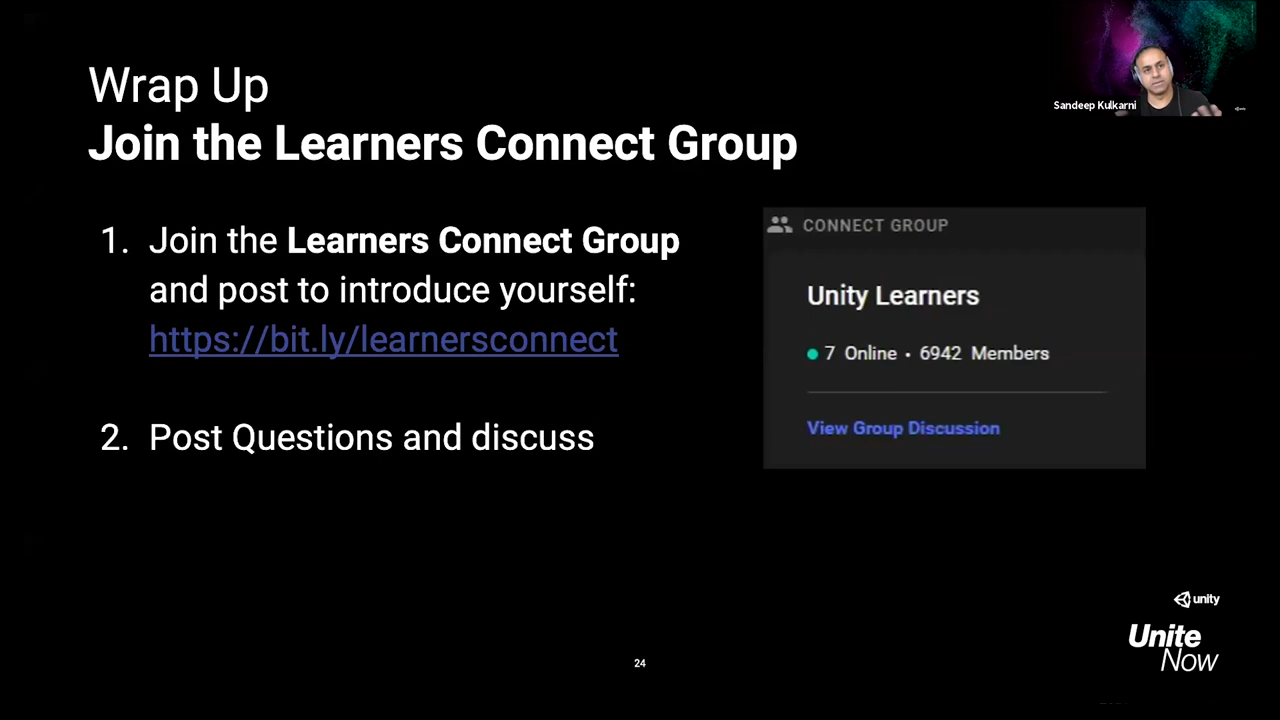 Wrap Up
Join the Learners Connect Group
Sandeep Kulkarni
1. Join the Learners Connect Group
and post to introduce yourself:
https://bit.ly/learnersconnect
2. Post Questions and discuss
CONNECT GROUP
Unity Learners
7 Online • 6942 Members
View Group Discussion
unity
Unite
Now
24